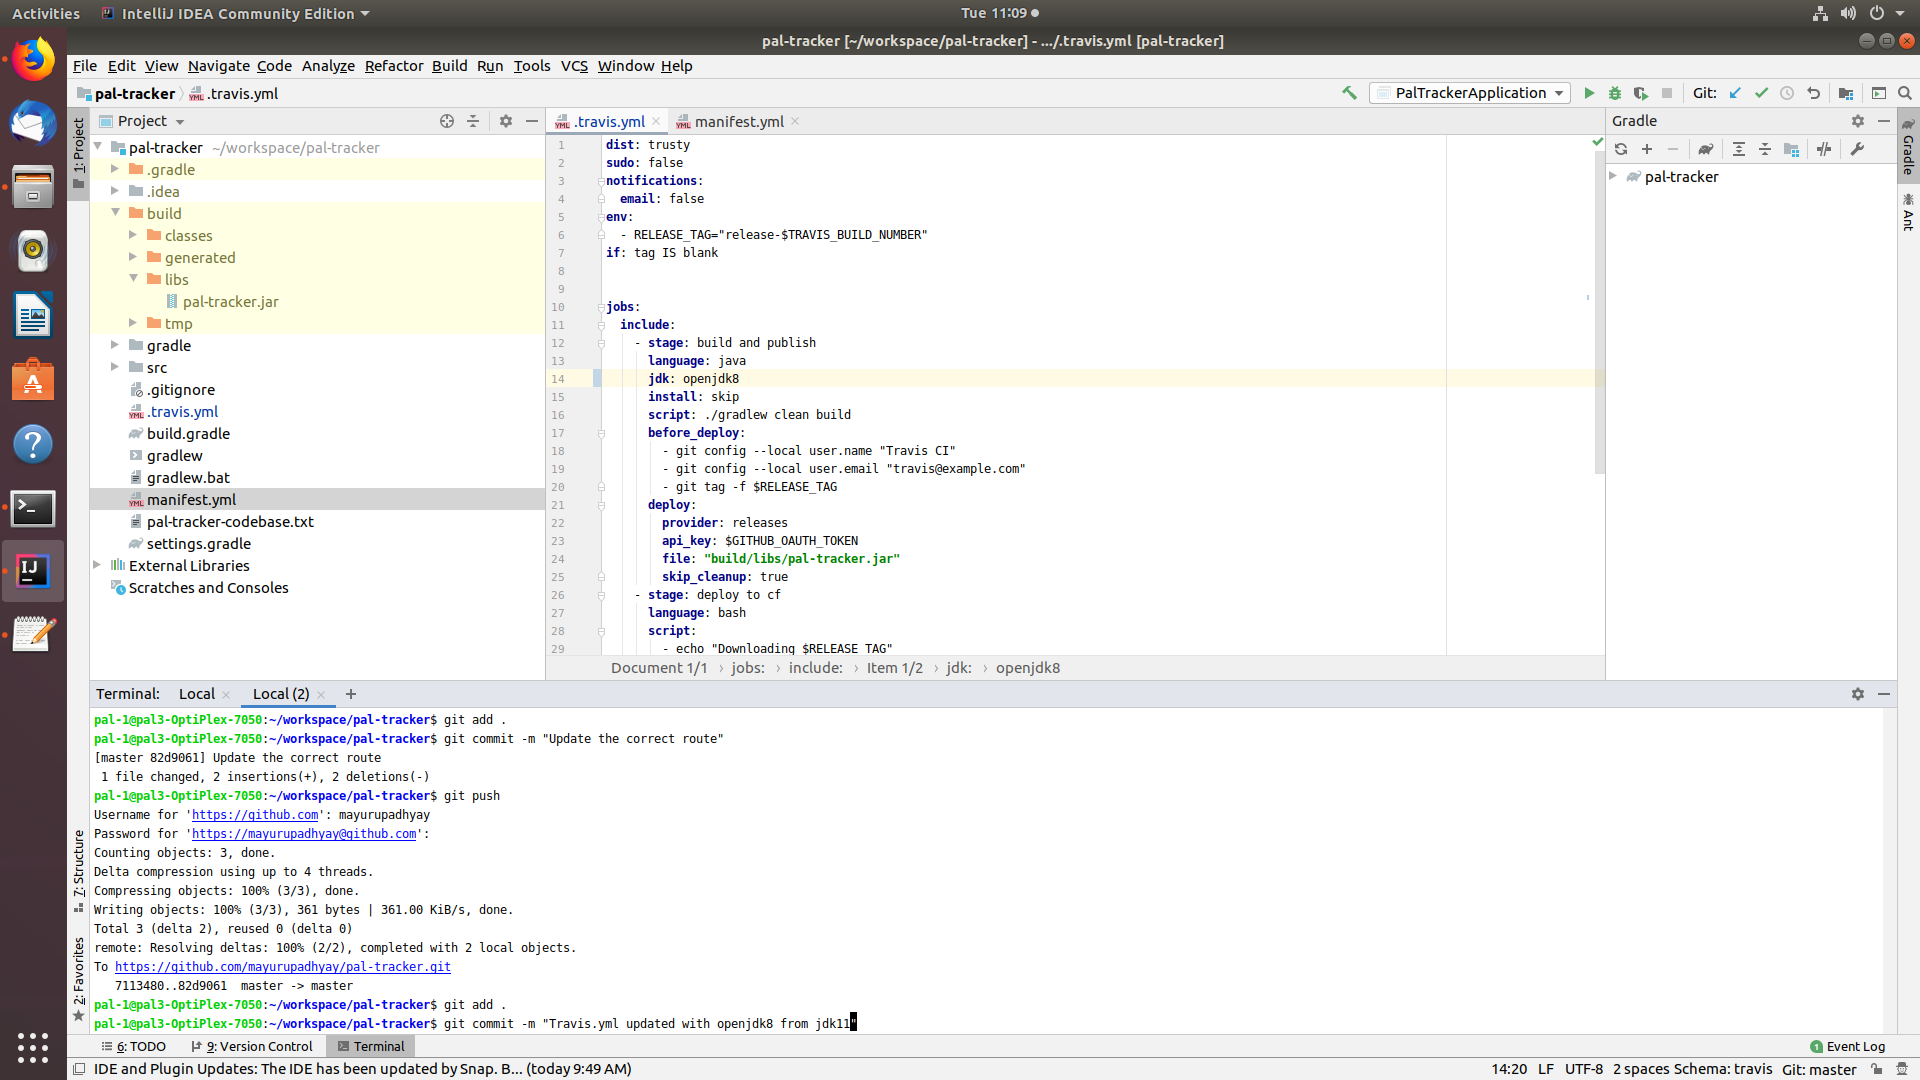 Activities IntelliJ IDEA Community Edition Tue 11:09
pal-tracker [~/workspace/pal-tracker] - .../.travis.yml [pal-tracker]
File Edit View Navigate Code Analyze Refactor Build Run Tools VCS Window Help
pal-tracker .travis.yml PalTrackerApplication Git:
1: Project
Project
pal-tracker ~/workspace/pal-tracker
.gradle
.idea
build
classes
generated
libs
pal-tracker.jar
tmp
gradle
src
.gitignore
.travis.yml
build.gradle
gradlew
gradlew.bat
manifest.yml
pal-tracker-codebase.txt
settings.gradle
External Libraries
Scratches and Consoles
.travis.yml manifest.yml
1 dist: trusty
2 sudo: false
3 notifications:
4 email: false
5 env:
6 - RELEASE_TAG="release-$TRAVIS_BUILD_NUMBER"
7 if: tag IS blank
8
9
10 jobs:
11 include:
12 - stage: build and publish
13 language: java
14 jdk: openjdk8
15 install: skip
16 script: ./gradlew clean build
17 before_deploy:
18 - git config --local user.name "Travis CI"
19 - git config --local user.email "travis@example.com"
20 - git tag -f $RELEASE_TAG
21 deploy:
22 provider: releases
23 api_key: $GITHUB_OAUTH_TOKEN
24 file: "build/libs/pal-tracker.jar"
25 skip_cleanup: true
26 - stage: deploy to cf
27 language: bash
28 script:
29 - echo "Downloading $RELEASE_TAG"
Document 1/1 › jobs: › include: › Item 1/2 › jdk: › openjdk8
Gradle
pal-tracker
Gradle
Ant
Terminal: Local Local (2)
pal-1@pal3-OptiPlex-7050:~/workspace/pal-tracker$ git add .
pal-1@pal3-OptiPlex-7050:~/workspace/pal-tracker$ git commit -m "Update the correct route"
[master 82d9061] Update the correct route
1 file changed, 2 insertions(+), 2 deletions(-)
pal-1@pal3-OptiPlex-7050:~/workspace/pal-tracker$ git push
Username for 'https://github.com': mayurupadhyay
Password for 'https://mayurupadhyay@github.com':
Counting objects: 3, done.
Delta compression using up to 4 threads.
Compressing objects: 100% (3/3), done.
Writing objects: 100% (3/3), 361 bytes | 361.00 KiB/s, done.
Total 3 (delta 2), reused 0 (delta 0)
remote: Resolving deltas: 100% (2/2), completed with 2 local objects.
To https://github.com/mayurupadhyay/pal-tracker.git
7113480..82d9061 master -> master
pal-1@pal3-OptiPlex-7050:~/workspace/pal-tracker$ git add .
pal-1@pal3-OptiPlex-7050:~/workspace/pal-tracker$ git commit -m "Travis.yml updated with openjdk8 from jdk11"
7: Structure
2: Favorites
6: TODO 9: Version Control Terminal 1 Event Log
IDE and Plugin Updates: The IDE has been updated by Snap. B... (today 9:49 AM) 14:20 LF UTF-8 2 spaces Schema: travis Git: master